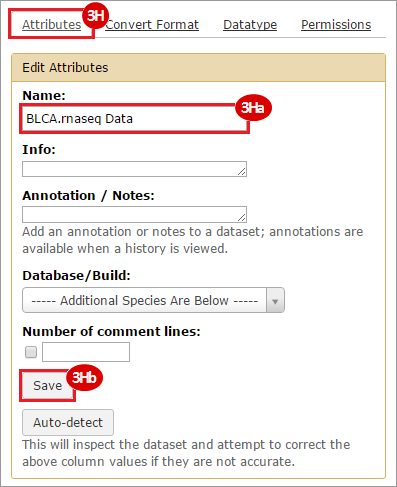 Attributes 3H Convert Format Datatype Permissions
Edit Attributes
Name:
3Ha
BLCA.rnaseq Data
Info:
Annotation / Notes:
Add an annotation or notes to a dataset; annotations are
available when a history is viewed.
Database/Build:
----- Additional Species Are Below -----
Number of comment lines:
Save 3Hb
Auto-detect
This will inspect the dataset and attempt to correct the
above column values if they are not accurate.